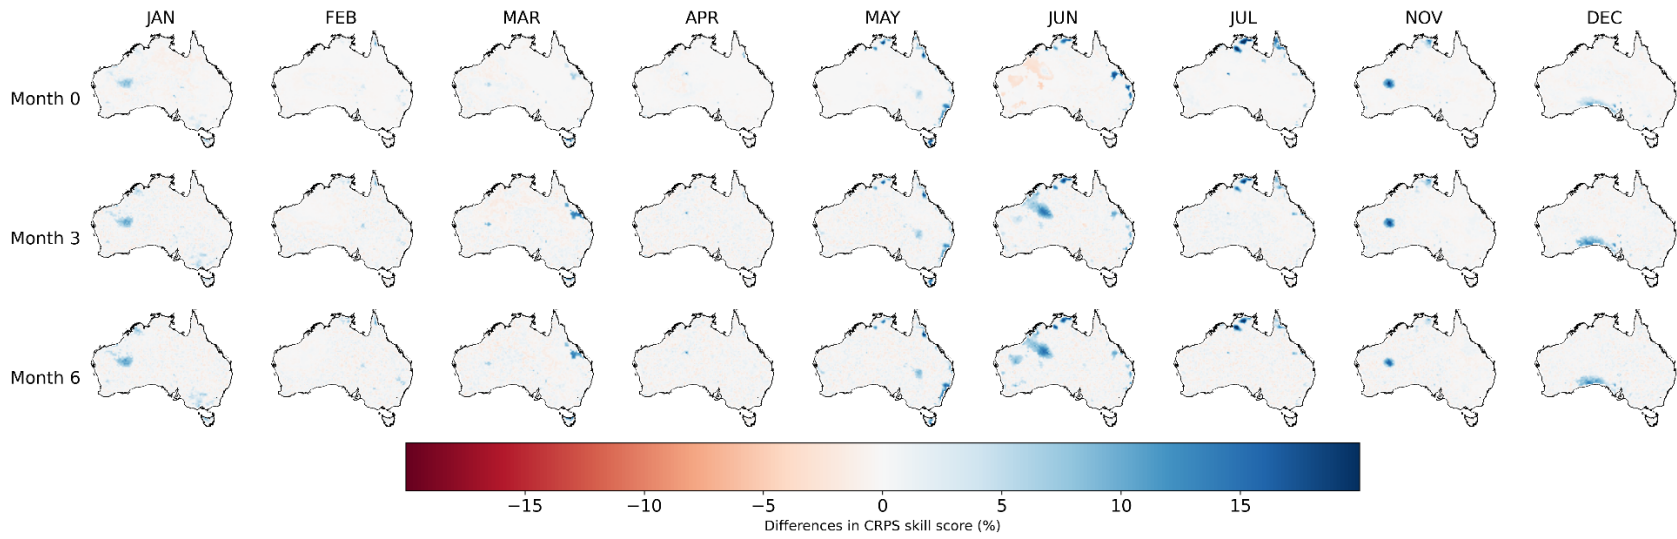 JAN FEB MAR APR MAY JUN JUL NOV DEC
Month 0
Month 3
Month 6
−15 −10 −5 0 5 10 15
Differences in CRPS skill score (%)